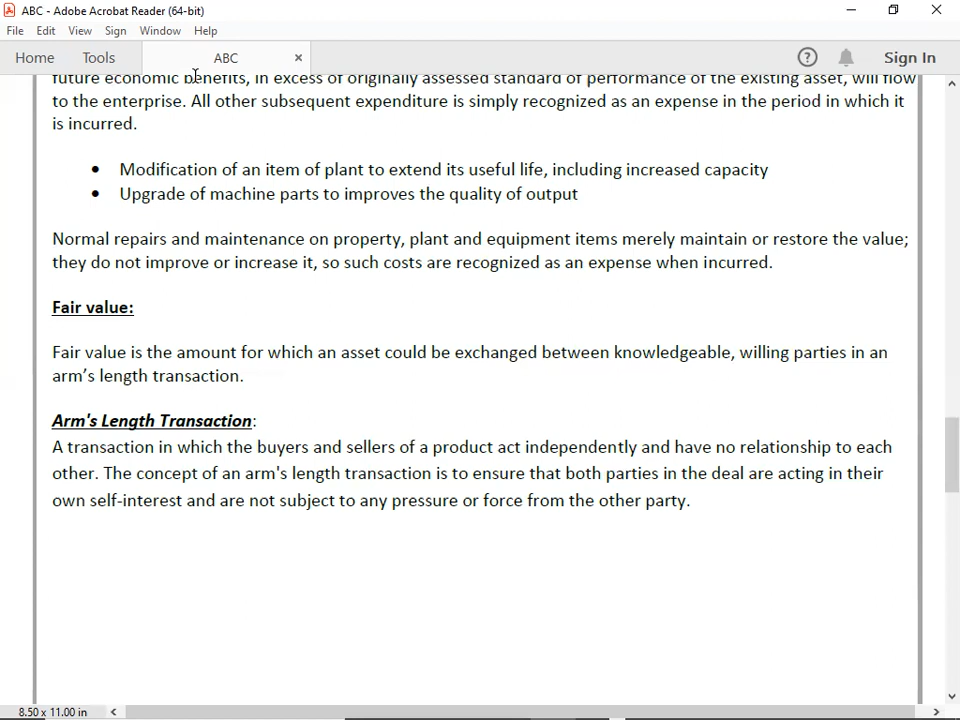 ABC - Adobe Acrobat Reader (64-bit)
File Edit View Sign Window Help
Home Tools ABC × ? Sign In
future economic benefits, in excess of originally assessed standard of performance of the existing asset, will flow
to the enterprise. All other subsequent expenditure is simply recognized as an expense in the period in which it
is incurred.
• Modification of an item of plant to extend its useful life, including increased capacity
• Upgrade of machine parts to improves the quality of output
Normal repairs and maintenance on property, plant and equipment items merely maintain or restore the value;
they do not improve or increase it, so such costs are recognized as an expense when incurred.
Fair value:
Fair value is the amount for which an asset could be exchanged between knowledgeable, willing parties in an
arm’s length transaction.
Arm's Length Transaction:
A transaction in which the buyers and sellers of a product act independently and have no relationship to each
other. The concept of an arm's length transaction is to ensure that both parties in the deal are acting in their
own self-interest and are not subject to any pressure or force from the other party.
8.50 x 11.00 in